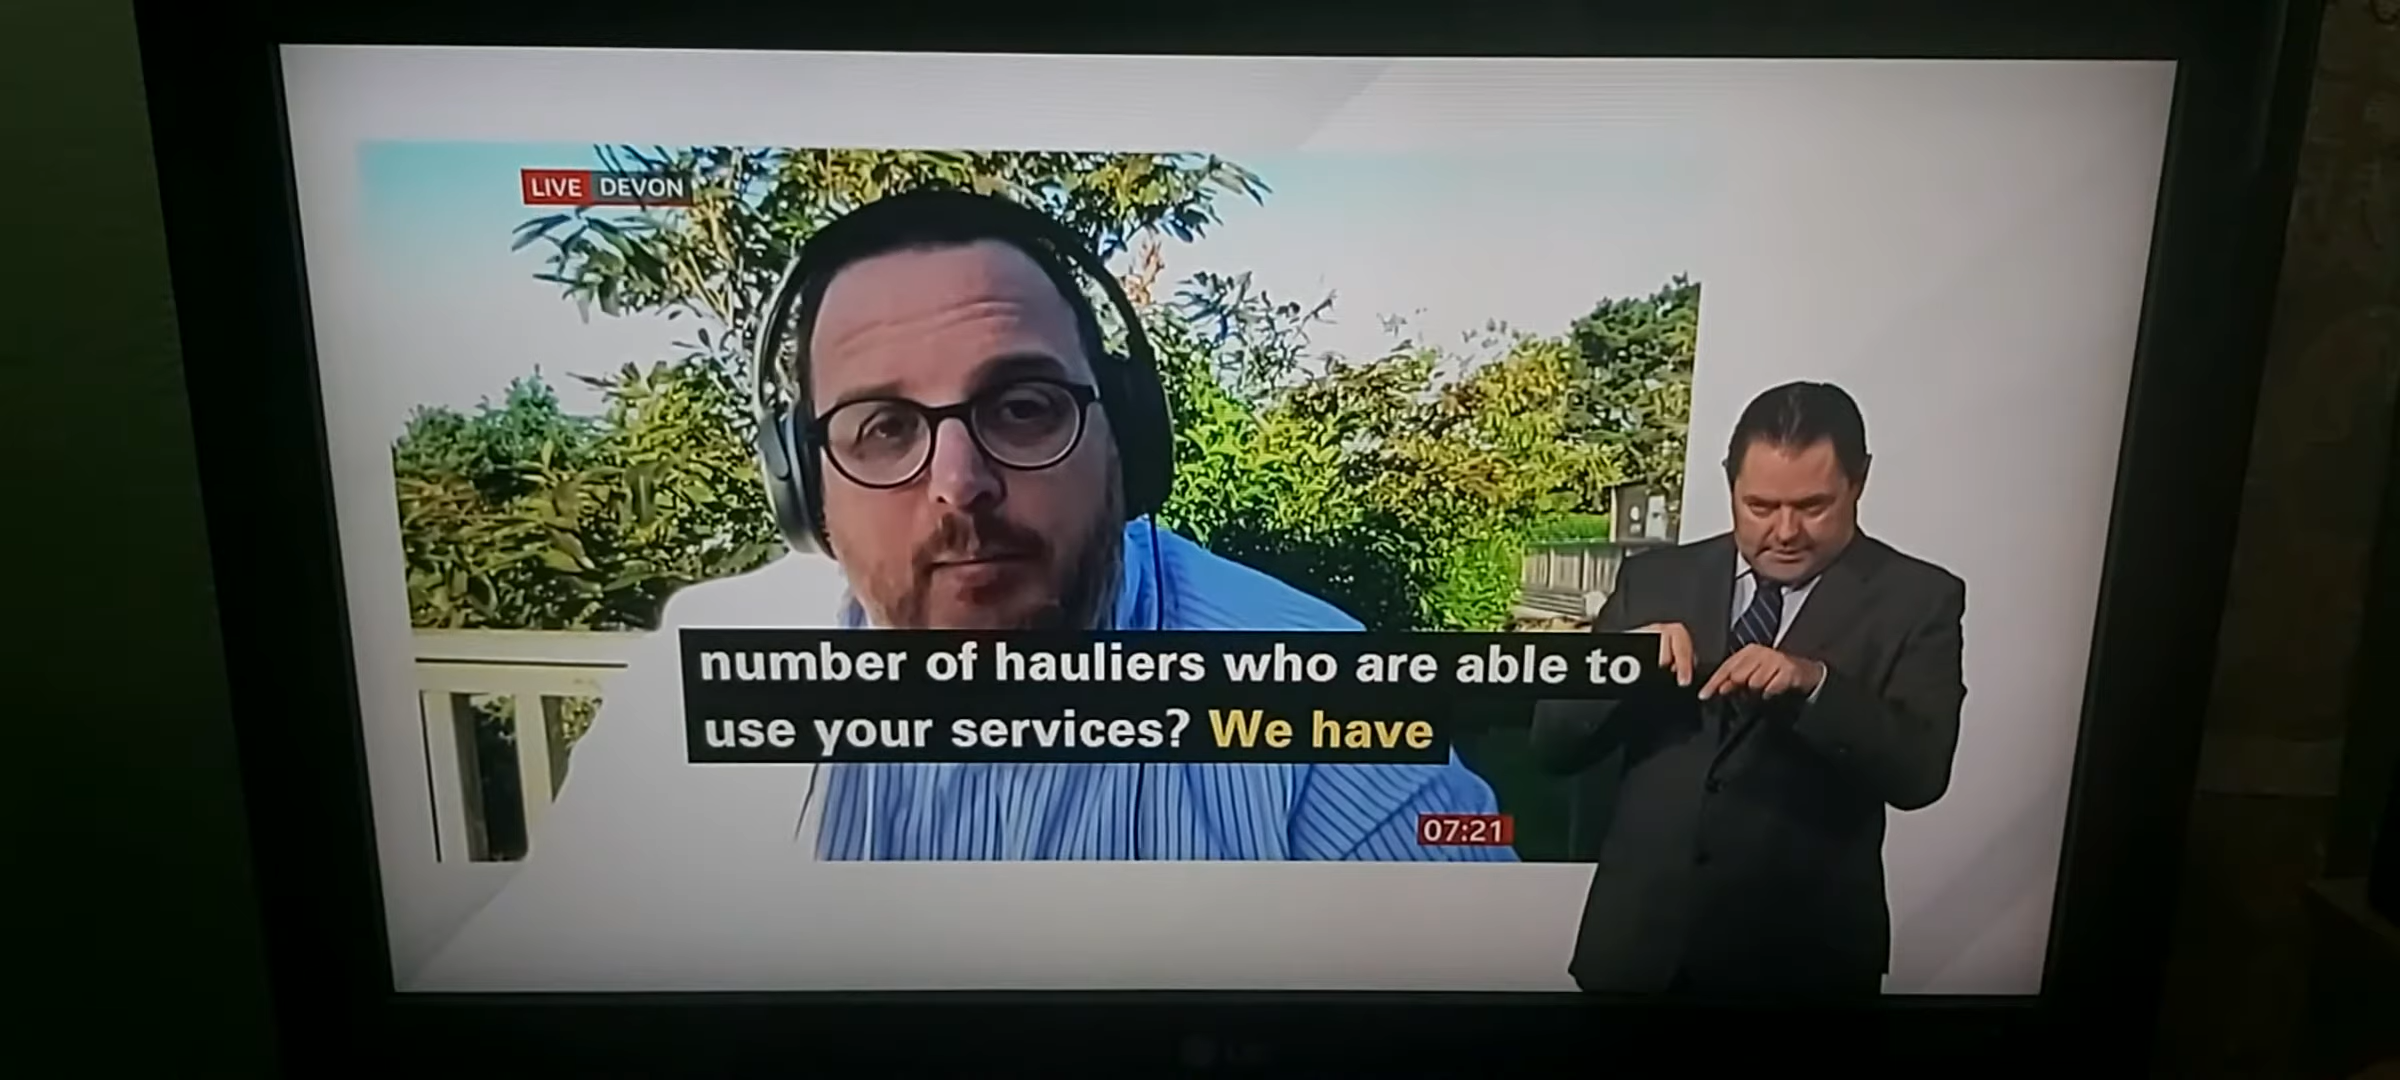 LIVE DEVON
number of hauliers who are able to
use your services? We have
07:21